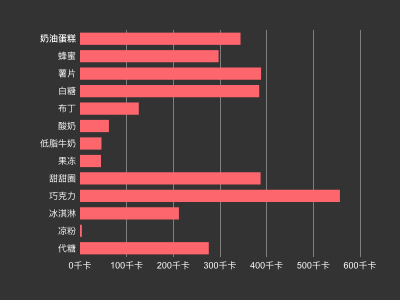 奶油蛋糕
蜂蜜
薯片
白糖
布丁
酸奶
低脂牛奶
果冻
甜甜圈
巧克力
冰淇淋
凉粉
代糖
0千卡 100千卡 200千卡 300千卡 400千卡 500千卡 600千卡